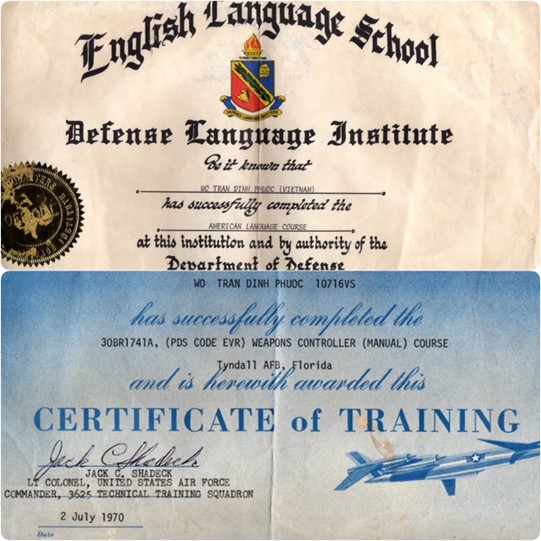 English Language School
Defense Language Institute
Be it known that
WO TRAN DINH PHUOC (VIETNAM)
has successfully completed the
AMERICAN LANGUAGE COURSE
at this institution and by authority of the
Department of Defense
WO TRAN DINH PHUOC 10716VS
has successfully completed the
30BR1741A, (PDS CODE EVR) WEAPONS CONTROLLER (MANUAL) COURSE
Tyndall AFB, Florida
and is herewith awarded this
CERTIFICATE of TRAINING
Jack C Shadeck
JACK C. SHADECK
LT COLONEL, UNITED STATES AIR FORCE
COMMANDER, 3625 TECHNICAL TRAINING SQUADRON
2 July 1970
Date